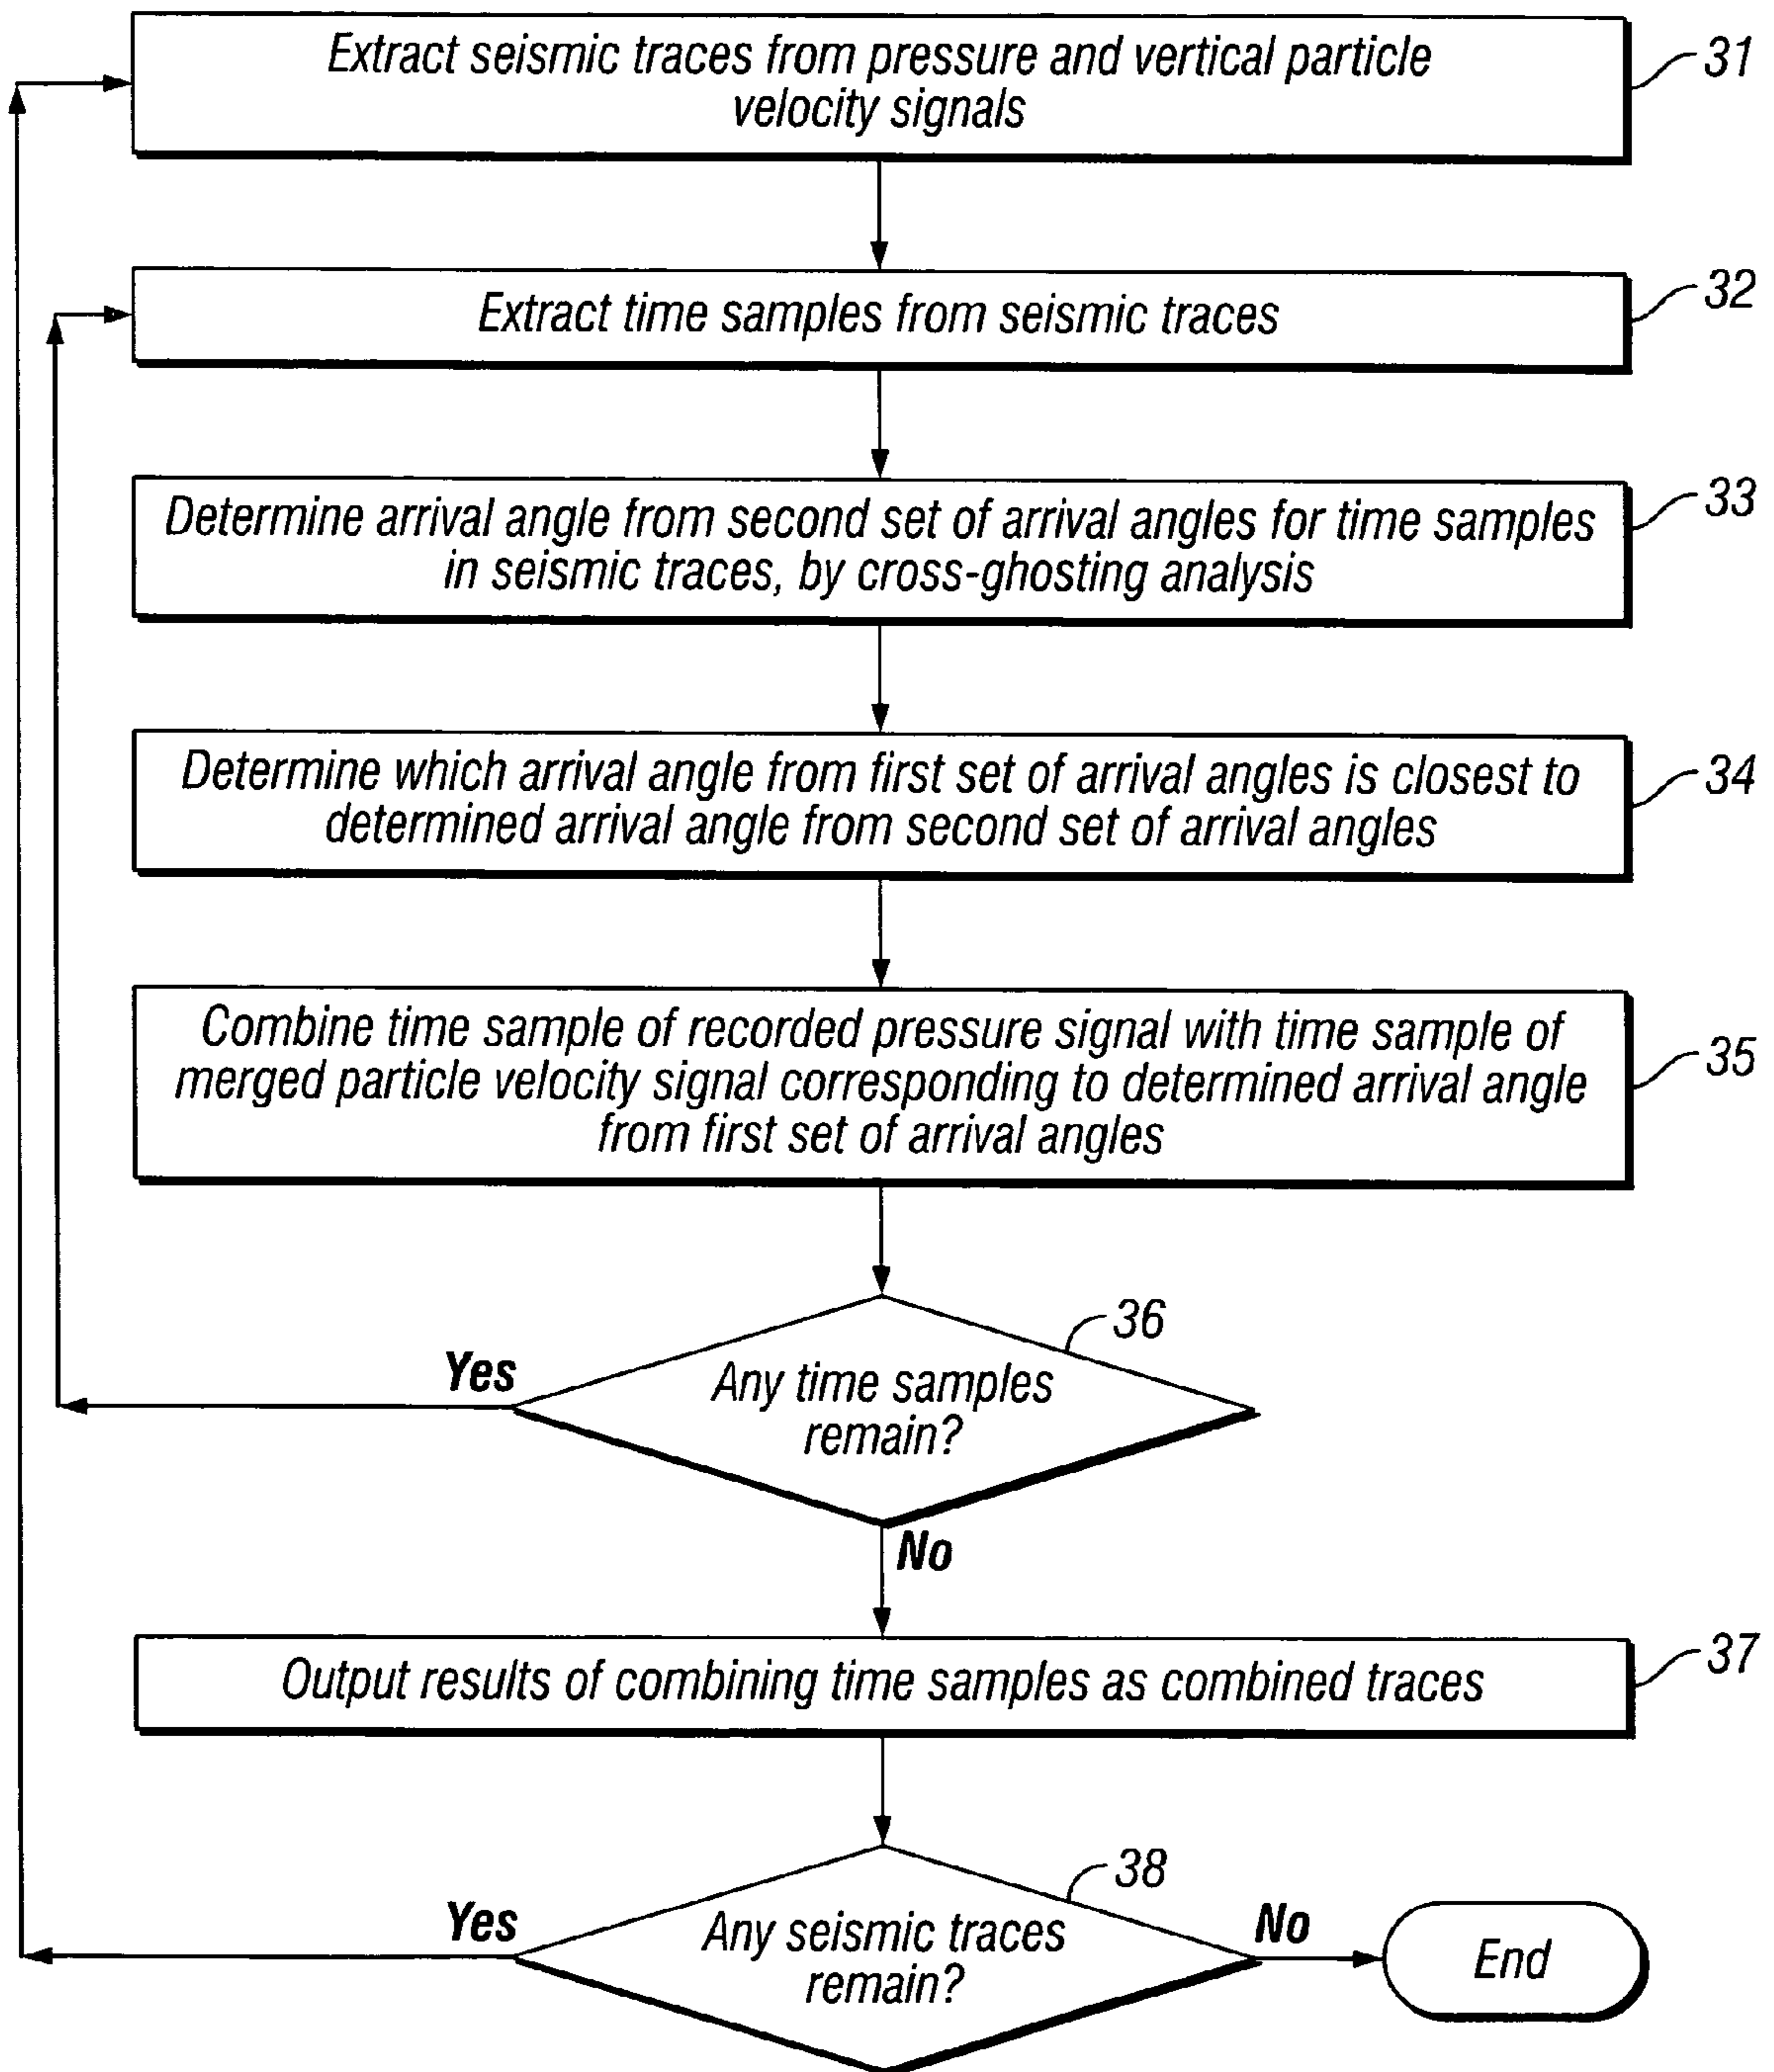 Extract seismic traces from pressure and vertical particle
velocity signals
31
Extract time samples from seismic traces
32
Determine arrival angle from second set of arrival angles for time samples
in seismic traces, by cross-ghosting analysis
33
Determine which arrival angle from first set of arrival angles is closest to
determined arrival angle from second set of arrival angles
34
Combine time sample of recorded pressure signal with time sample of
merged particle velocity signal corresponding to determined arrival angle
from first set of arrival angles
35
36
Yes
Any time samples
remain?
No
Output results of combining time samples as combined traces
37
38
Yes
Any seismic traces
remain?
No
End